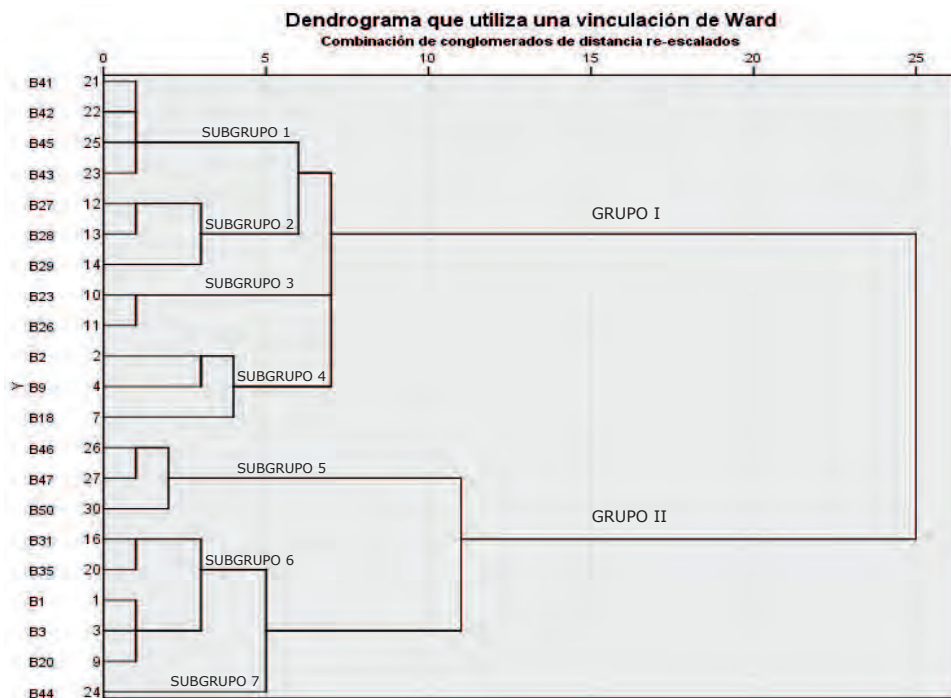 Dendrograma que utiliza una vinculación de Ward
Combinación de conglomerados de distancia re-escalados
0 5 10 15 20 25
B41 21
B42 22
SUBGRUPO 1
B45 25
B43 23
B27 12
GRUPO I
SUBGRUPO 2
B28 13
B29 14
SUBGRUPO 3
B23 10
B26 11
B2 2
SUBGRUPO 4
Y
B9 4
B18 7
B46 26
SUBGRUPO 5
B47 27
B50 30
GRUPO II
B31 16
SUBGRUPO 6
B35 20
B1 1
B3 3
B20 9
SUBGRUPO 7
B44 24